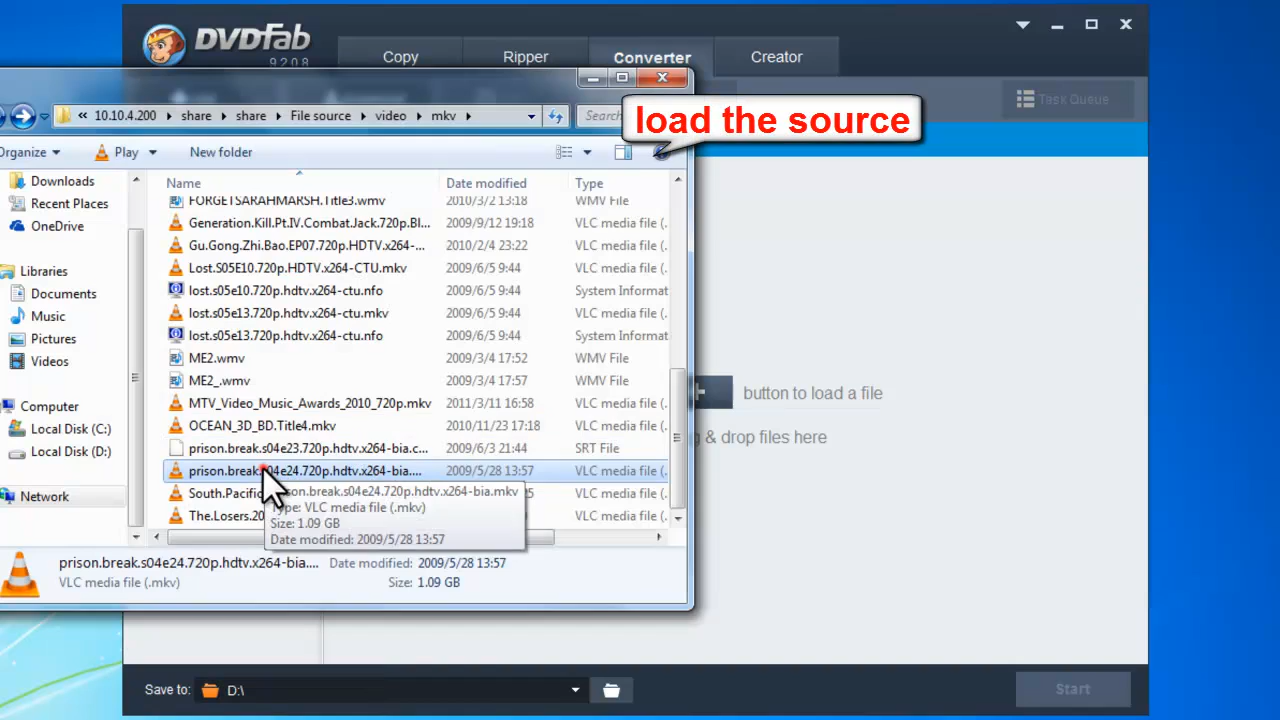 DVDFab
9.2.0.8
Copy
Ripper
Converter
Creator
Task Queue
« 10.10.4.200 share share File source video mkv
Search
load the source
Organize
Play
New folder
Name Date modified Type
Downloads
Recent Places
OneDrive
Libraries
Documents
Music
Pictures
Videos
Computer
Local Disk (C:)
Local Disk (D:)
Network
FORGETSARAHMARSH.Title3.wmv 2010/3/2 13:18 WMV File
Generation.Kill.Pt.IV.Combat.Jack.720p.Bl... 2009/9/12 19:18 VLC media file (.
Gu.Gong.Zhi.Bao.EP07.720p.HDTV.x264-... 2010/2/4 23:22 VLC media file (.
Lost.S05E10.720p.HDTV.x264-CTU.mkv 2009/6/5 9:44 VLC media file (.
lost.s05e10.720p.hdtv.x264-ctu.nfo 2009/6/5 9:44 System Informat
lost.s05e13.720p.hdtv.x264-ctu.mkv 2009/6/5 9:44 VLC media file (.
lost.s05e13.720p.hdtv.x264-ctu.nfo 2009/6/5 9:44 System Informat
ME2.wmv 2009/3/4 17:52 WMV File
ME2_.wmv 2009/3/4 17:57 WMV File
MTV_Video_Music_Awards_2010_720p.mkv 2011/3/11 16:58 VLC media file (.
OCEAN_3D_BD.Title4.mkv 2010/11/23 17:18 VLC media file (.
prison.break.s04e23.720p.hdtv.x264-bia.c... 2009/6/3 21:44 SRT File
prison.break.s04e24.720p.hdtv.x264-bia.... 2009/5/28 13:57 VLC media file (.
South.Pacific VLC media file (.
The.Losers.20 VLC media file (.
prison.break.s04e24.720p.hdtv.x264-bia.mkv
Type: VLC media file (.mkv)
Size: 1.09 GB
Date modified: 2009/5/28 13:57
prison.break.s04e24.720p.hdtv.x264-bia.... Date modified: 2009/5/28 13:57
VLC media file (.mkv) Size: 1.09 GB
button to load a file
& drop files here
Save to: D:\
Start